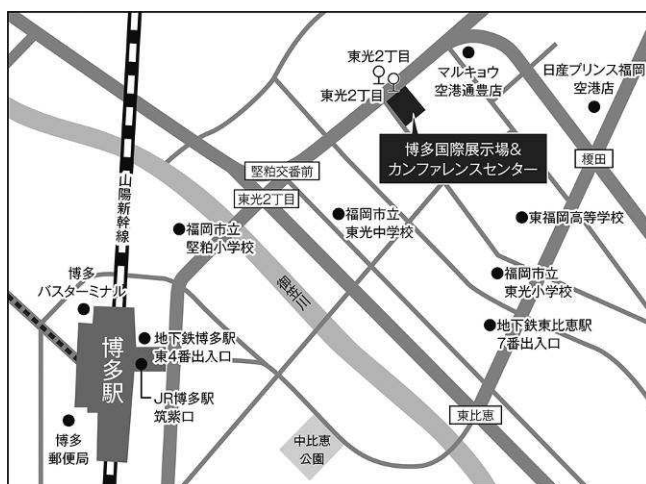 東光2丁目
東光2丁目
マルキョウ
空港通豊店
日産プリンス福岡
空港店
博多国際展示場&
カンファレンスセンター
榎田
堅粕交番前
東光2丁目
山陽新幹線
福岡市立
堅粕小学校
福岡市立
東光中学校
東福岡高等学校
御笠川
福岡市立
東光小学校
博多
バスターミナル
地下鉄博多駅
東4番出入口
博多駅
地下鉄東比恵駅
7番出入口
JR博多駅
筑紫口
東比恵
博多
郵便局
中比恵
公園